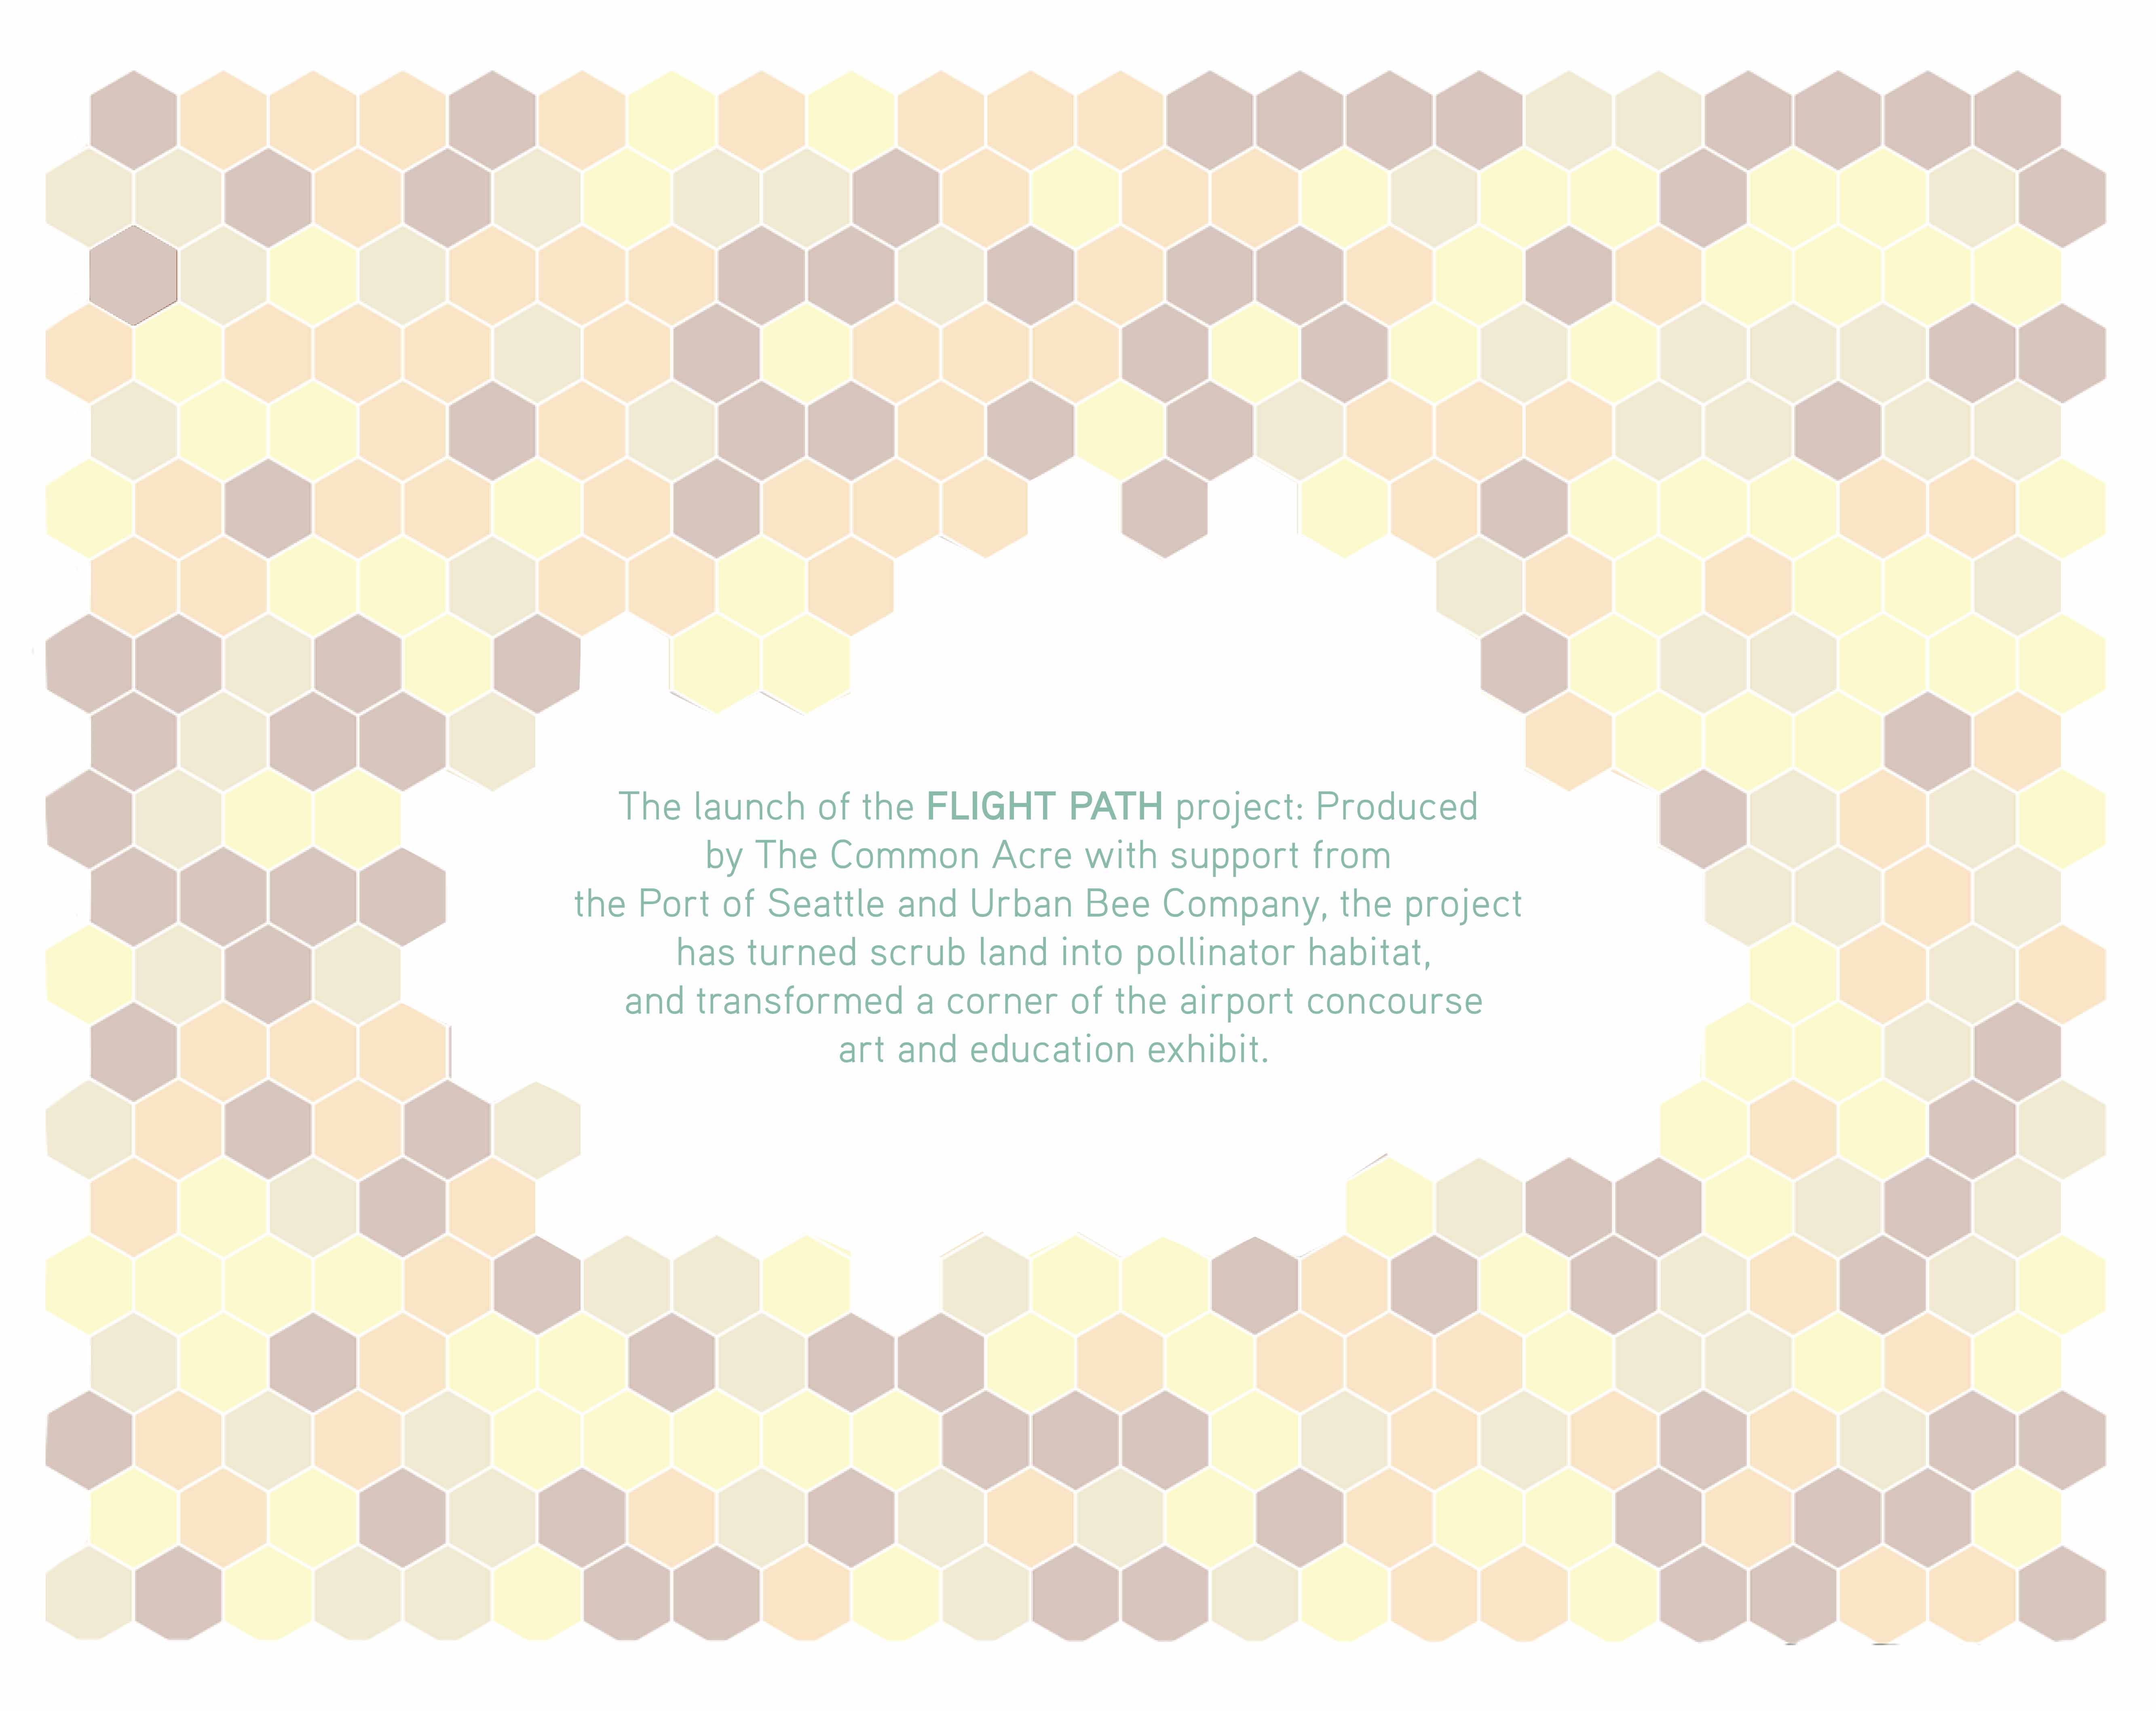 The launch of the FLIGHT PATH project: Produced
by The Common Acre with support from
the Port of Seattle and Urban Bee Company, the project
has turned scrub land into pollinator habitat,
and transformed a corner of the airport concourse
art and education exhibit.